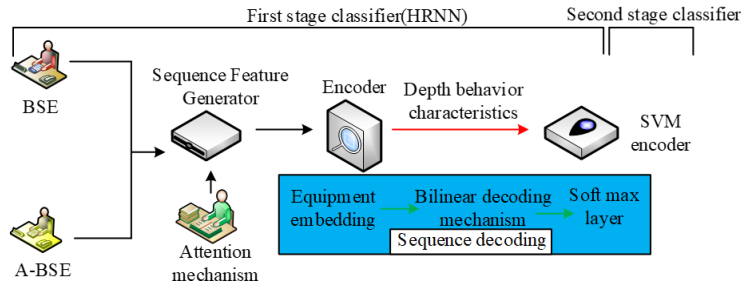 First stage classifier(HRNN)
Second stage classifier
BSE
Sequence Feature
Generator
Encoder
Depth behavior
characteristics
SVM
encoder
A-BSE
Attention
mechanism
Equipment
embedding
Bilinear decoding
mechanism
Soft max
layer
Sequence decoding